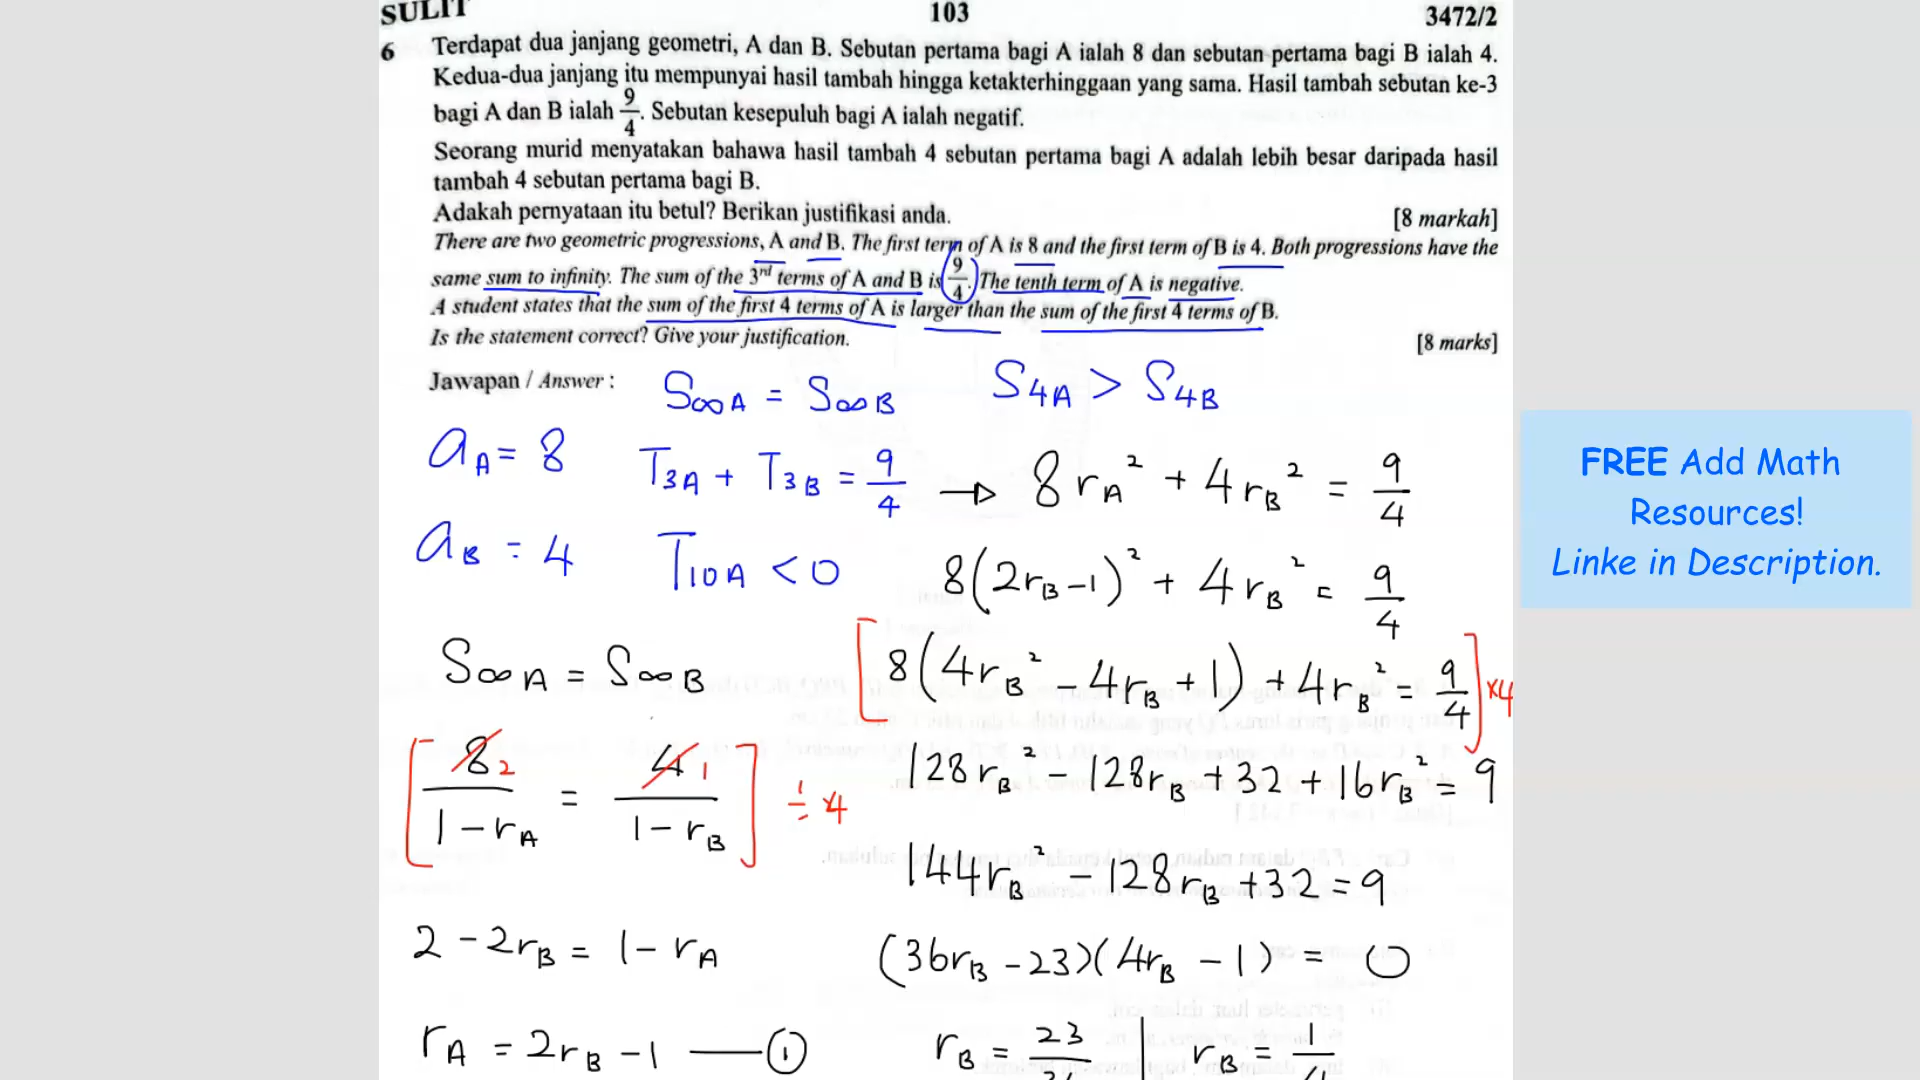 SULIT 103 3472/2
6 Terdapat dua janjang geometri, A dan B. Sebutan pertama bagi A ialah 8 dan sebutan pertama bagi B ialah 4.
Kedua-dua janjang itu mempunyai hasil tambah hingga ketakterhinggaan yang sama. Hasil tambah sebutan ke-3
bagi A dan B ialah 9/4. Sebutan kesepuluh bagi A ialah negatif.
Seorang murid menyatakan bahawa hasil tambah 4 sebutan pertama bagi A adalah lebih besar daripada hasil
tambah 4 sebutan pertama bagi B.
Adakah pernyataan itu betul? Berikan justifikasi anda. [8 markah]
There are two geometric progressions, A and B. The first term of A is 8 and the first term of B is 4. Both progressions have the
same sum to infinity. The sum of the 3rd terms of A and B is 9/4. The tenth term of A is negative.
A student states that the sum of the first 4 terms of A is larger than the sum of the first 4 terms of B.
Is the statement correct? Give your justification. [8 marks]
Jawapan / Answer :
S∞A = S∞B
S4A > S4B
aA = 8
T3A + T3B = 9/4
aB = 4
T10A < 0
S∞A = S∞B
[8/(1 - rA) = 4/(1 - rB)] ÷ 4
2 1
2 - 2rB = 1 - rA
rA = 2rB - 1 —— ①
→ 8rA² + 4rB² = 9/4
8(2rB - 1)² + 4rB² = 9/4
[8(4rB² - 4rB + 1) + 4rB² = 9/4] ×4
128rB² - 128rB + 32 + 16rB² = 9
144rB² - 128rB + 32 = 9
(36rB - 23)(4rB - 1) = 0
rB = 23 | rB = 1
FREE Add Math
Resources!
Linke in Description.